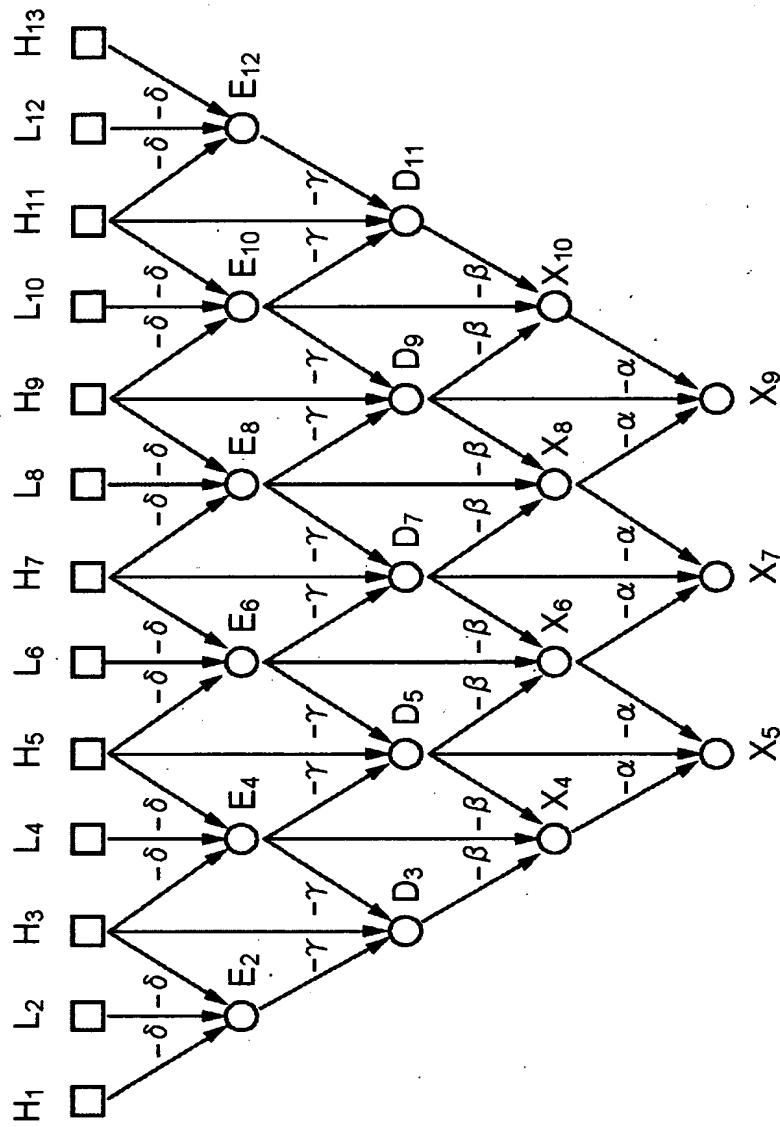 H1 L2 H3 L4 H5 L6 H7 L8 H9 L10 H11 L12 H13
-δ -δ -δ -δ -δ -δ -δ -δ -δ -δ -δ -δ
E2 E4 E6 E8 E10 E12
-γ -γ -γ -γ -γ -γ -γ -γ -γ -γ
D3 D5 D7 D9 D11
-β -β -β -β -β -β -β -β
X4 X6 X8 X10
-α -α -α -α -α -α
X5 X7 X9